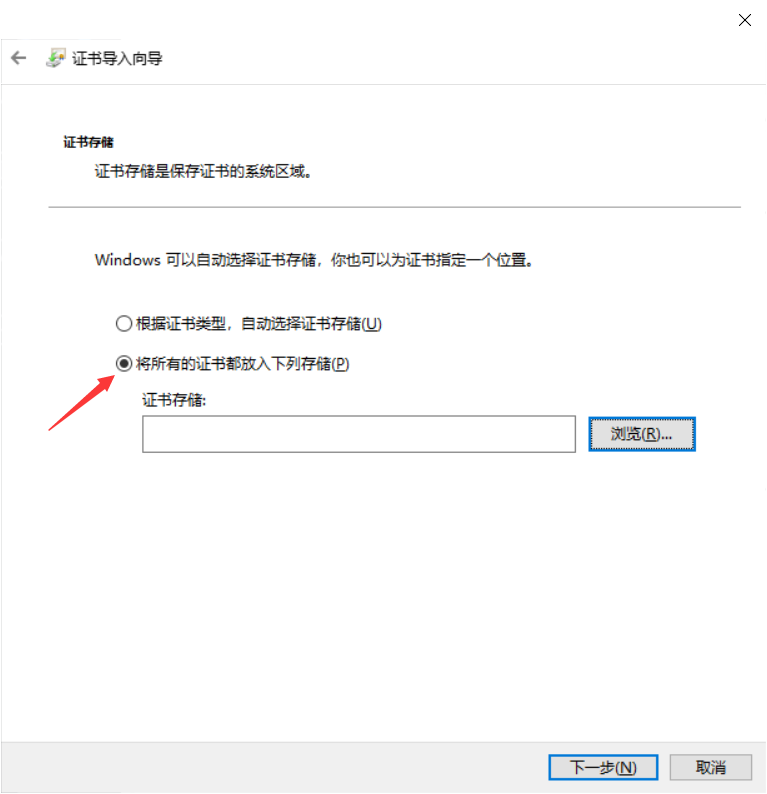 证书导入向导
证书存储
证书存储是保存证书的系统区域。
Windows 可以自动选择证书存储，你也可以为证书指定一个位置。
根据证书类型，自动选择证书存储(U)
将所有的证书都放入下列存储(P)
证书存储:
浏览(R)...
下一步(N)
取消